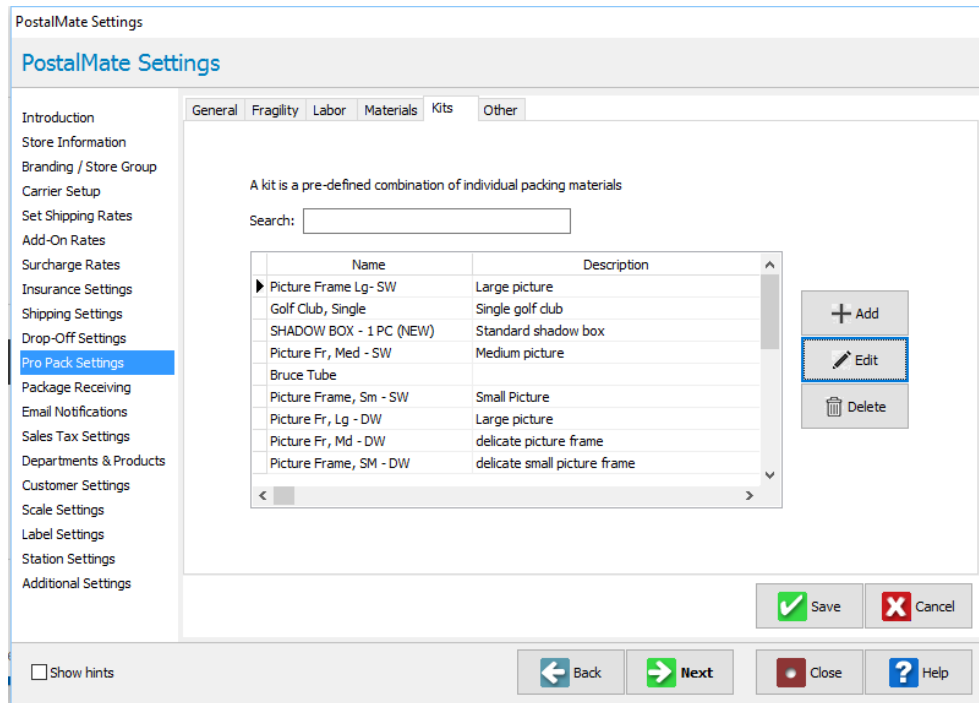 PostalMate Settings
PostalMate Settings
Introduction
Store Information
Branding / Store Group
Carrier Setup
Set Shipping Rates
Add-On Rates
Surcharge Rates
Insurance Settings
Shipping Settings
Drop-Off Settings
Pro Pack Settings
Package Receiving
Email Notifications
Sales Tax Settings
Departments & Products
Customer Settings
Scale Settings
Label Settings
Station Settings
Additional Settings
General Fragility Labor Materials Kits Other
A kit is a pre-defined combination of individual packing materials
Search:
Name Description
Picture Frame Lg- SW Large picture
Golf Club, Single Single golf club
SHADOW BOX - 1 PC (NEW) Standard shadow box
Picture Fr, Med - SW Medium picture
Bruce Tube
Picture Frame, Sm - SW Small Picture
Picture Fr, Lg - DW Large picture
Picture Fr, Md - DW delicate picture frame
Picture Frame, SM - DW delicate small picture frame
Add
Edit
Delete
Save Cancel
Show hints Back Next Close Help